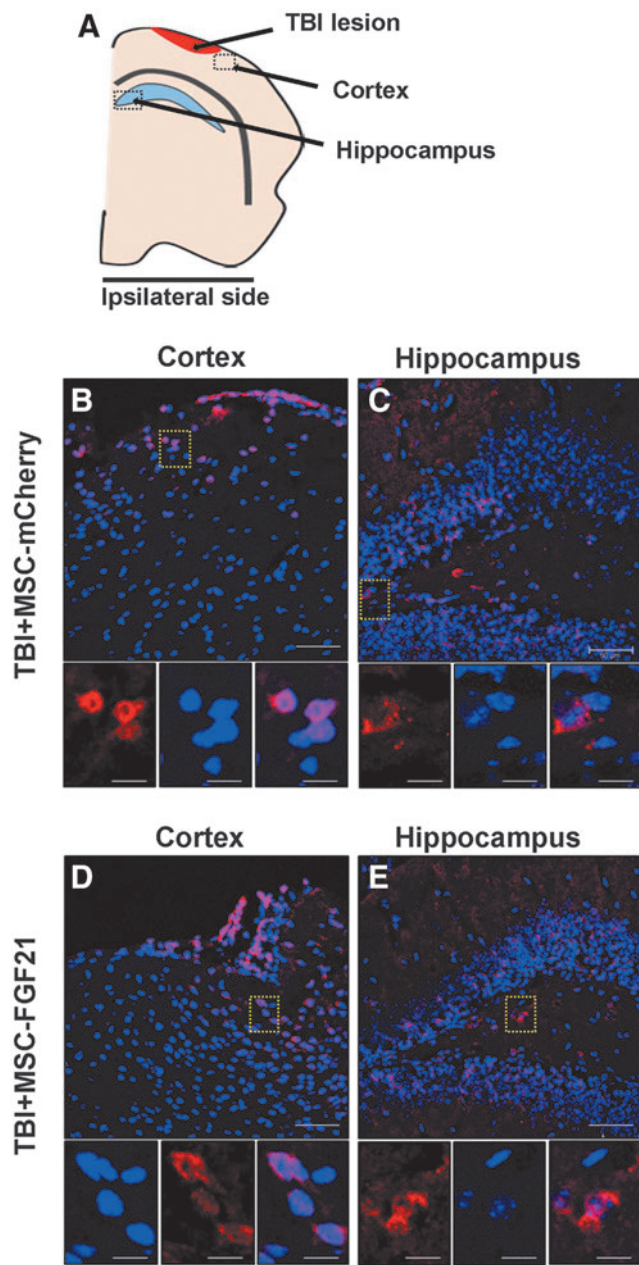 A
TBI lesion
Cortex
Hippocampus
Ipsilateral side
Cortex
Hippocampus
TBI+MSC-mCherry
B
C
Cortex
Hippocampus
TBI+MSC-FGF21
D
E